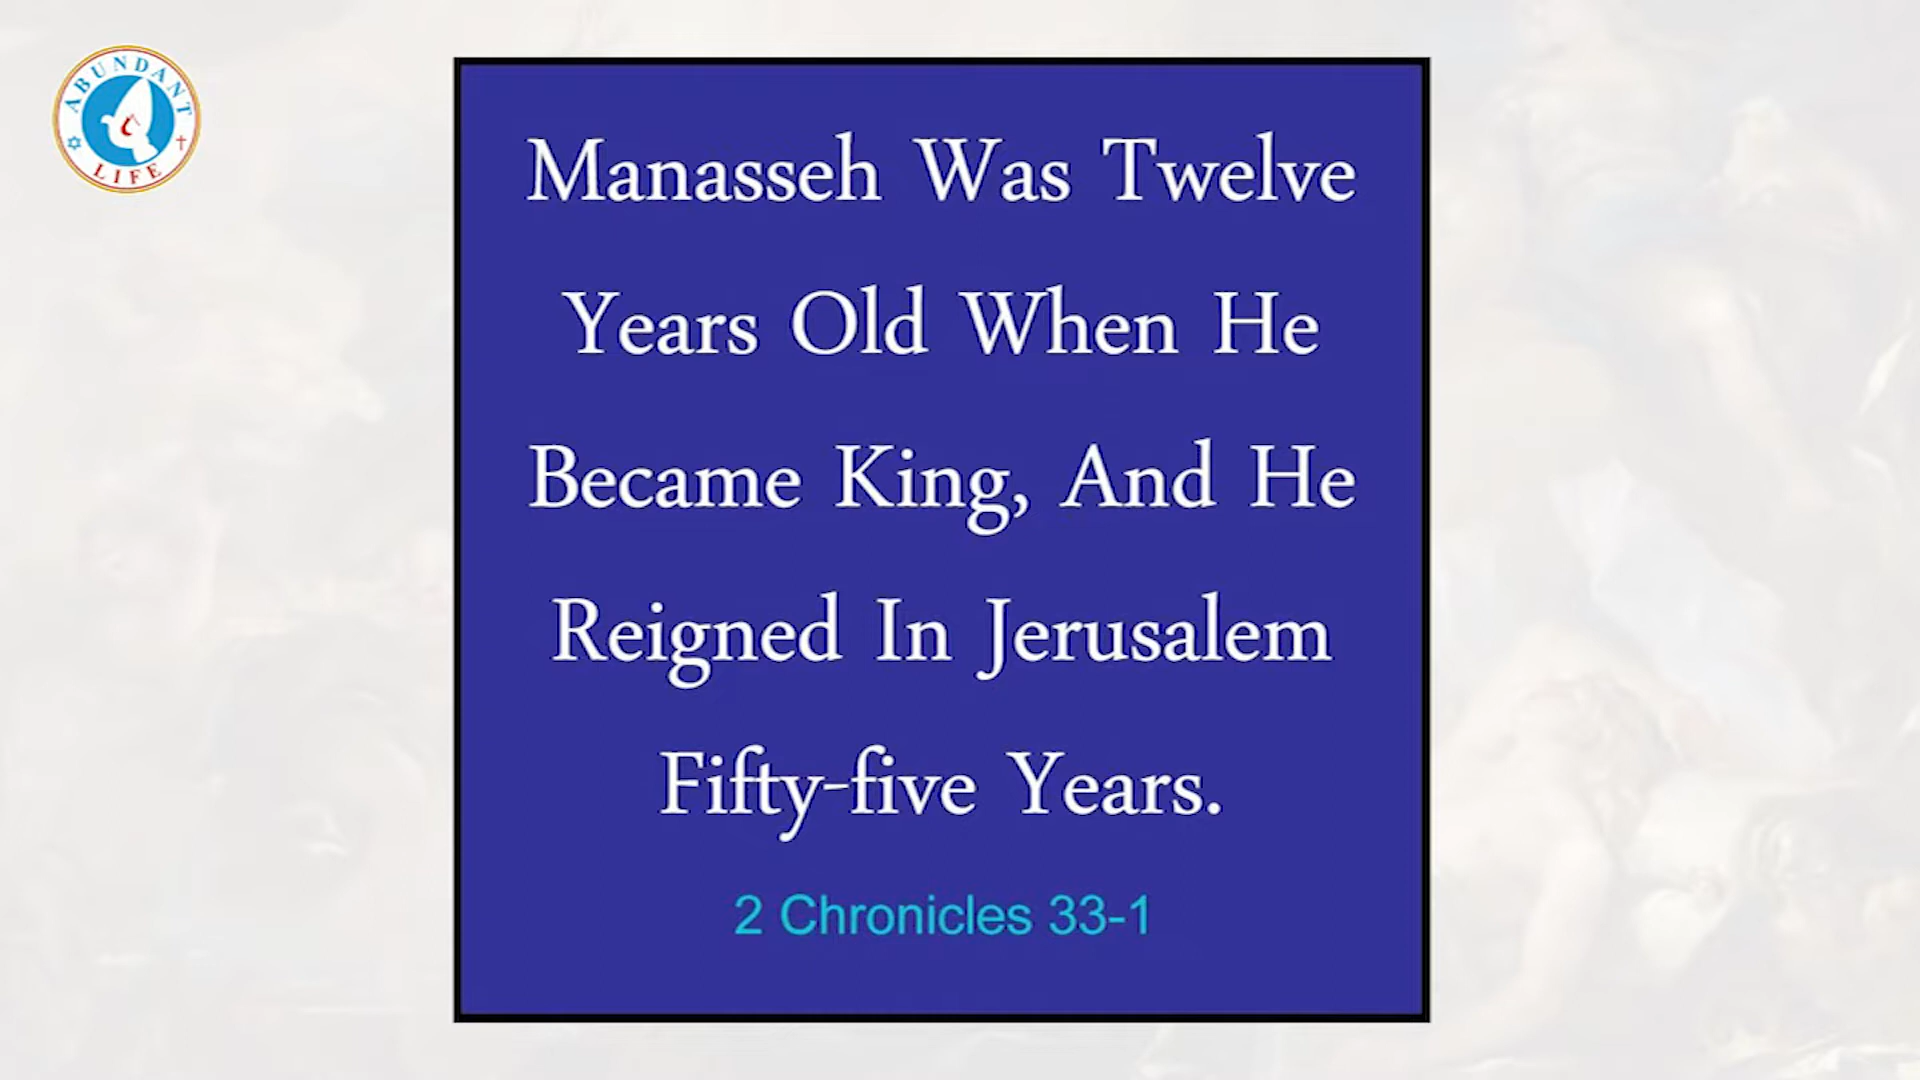 ABUNDANT
LIFE
Manasseh Was Twelve
Years Old When He
Became King, And He
Reigned In Jerusalem
Fifty-five Years.
2 Chronicles 33-1